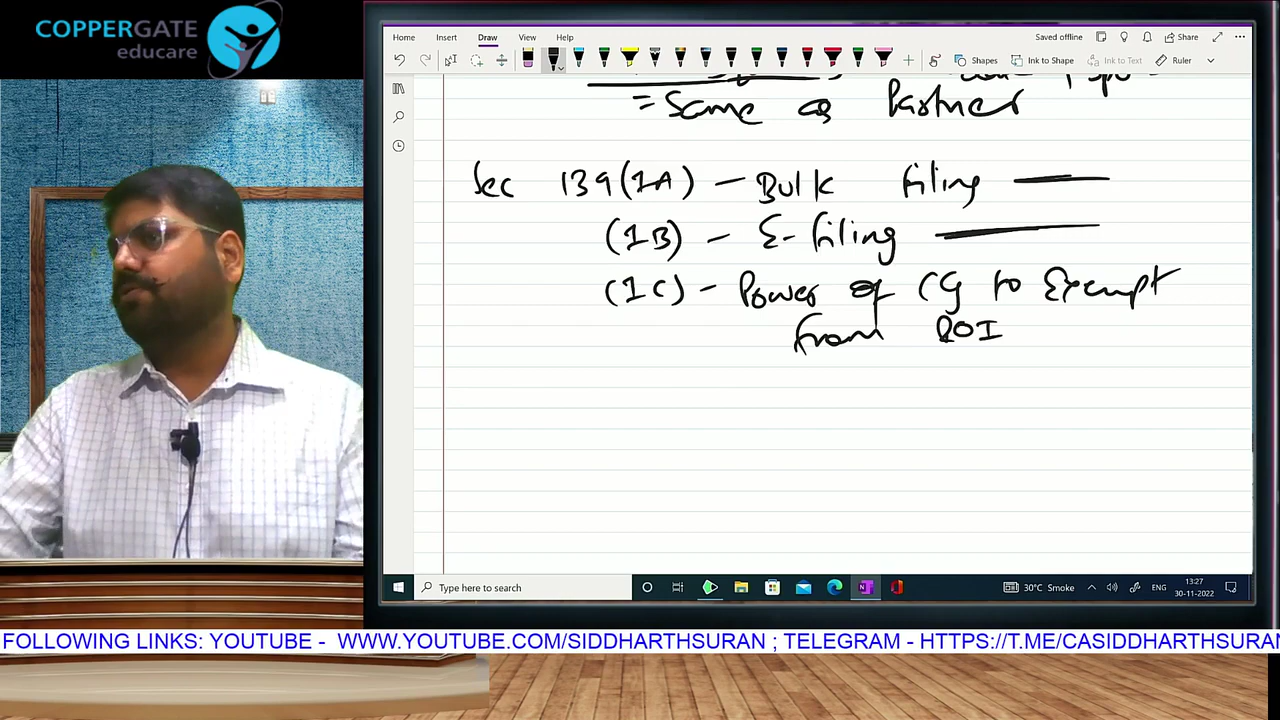 COPPERGATE
educare
Home Insert Draw View Help
Saved offline
Share
Shapes
Ink to Shape
Ink to Text
Ruler
= Same as Partner
Sec 139(1A) - Bulk filing
(1B) - E-filing
(1C) - Power of CG to Exempt
from ROI
Type here to search
30°C Smoke
ENG
13:27
30-11-2022
FOLLOWING LINKS: YOUTUBE - WWW.YOUTUBE.COM/SIDDHARTHSURAN ; TELEGRAM - HTTPS://T.ME/CASIDDHARTHSURAN